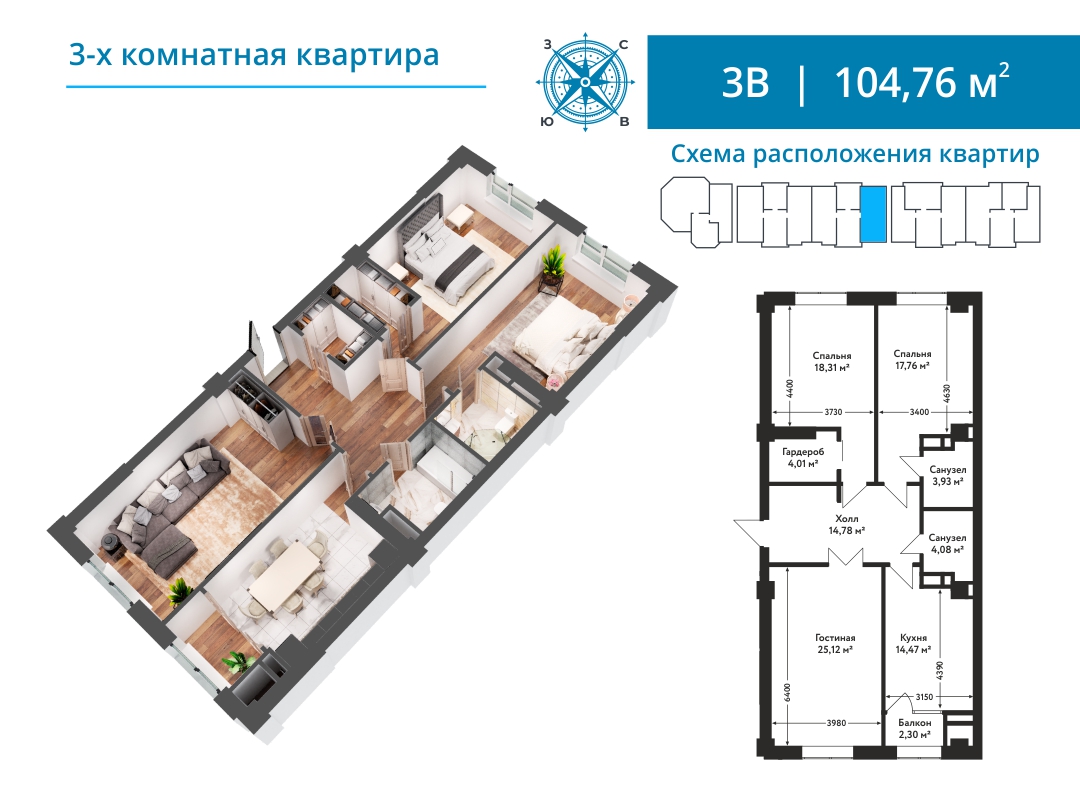 3-х комнатная квартира
З
С
Ю
В
3В | 104,76 м²
Схема расположения квартир
Спальня
18,31 м²
4400
3730
Спальня
17,76 м²
4630
3400
Гардероб
4,01 м²
Санузел
3,93 м²
Холл
14,78 м²
Санузел
4,08 м²
Гостиная
25,12 м²
6400
3980
Кухня
14,47 м²
4390
3150
Балкон
2,30 м²